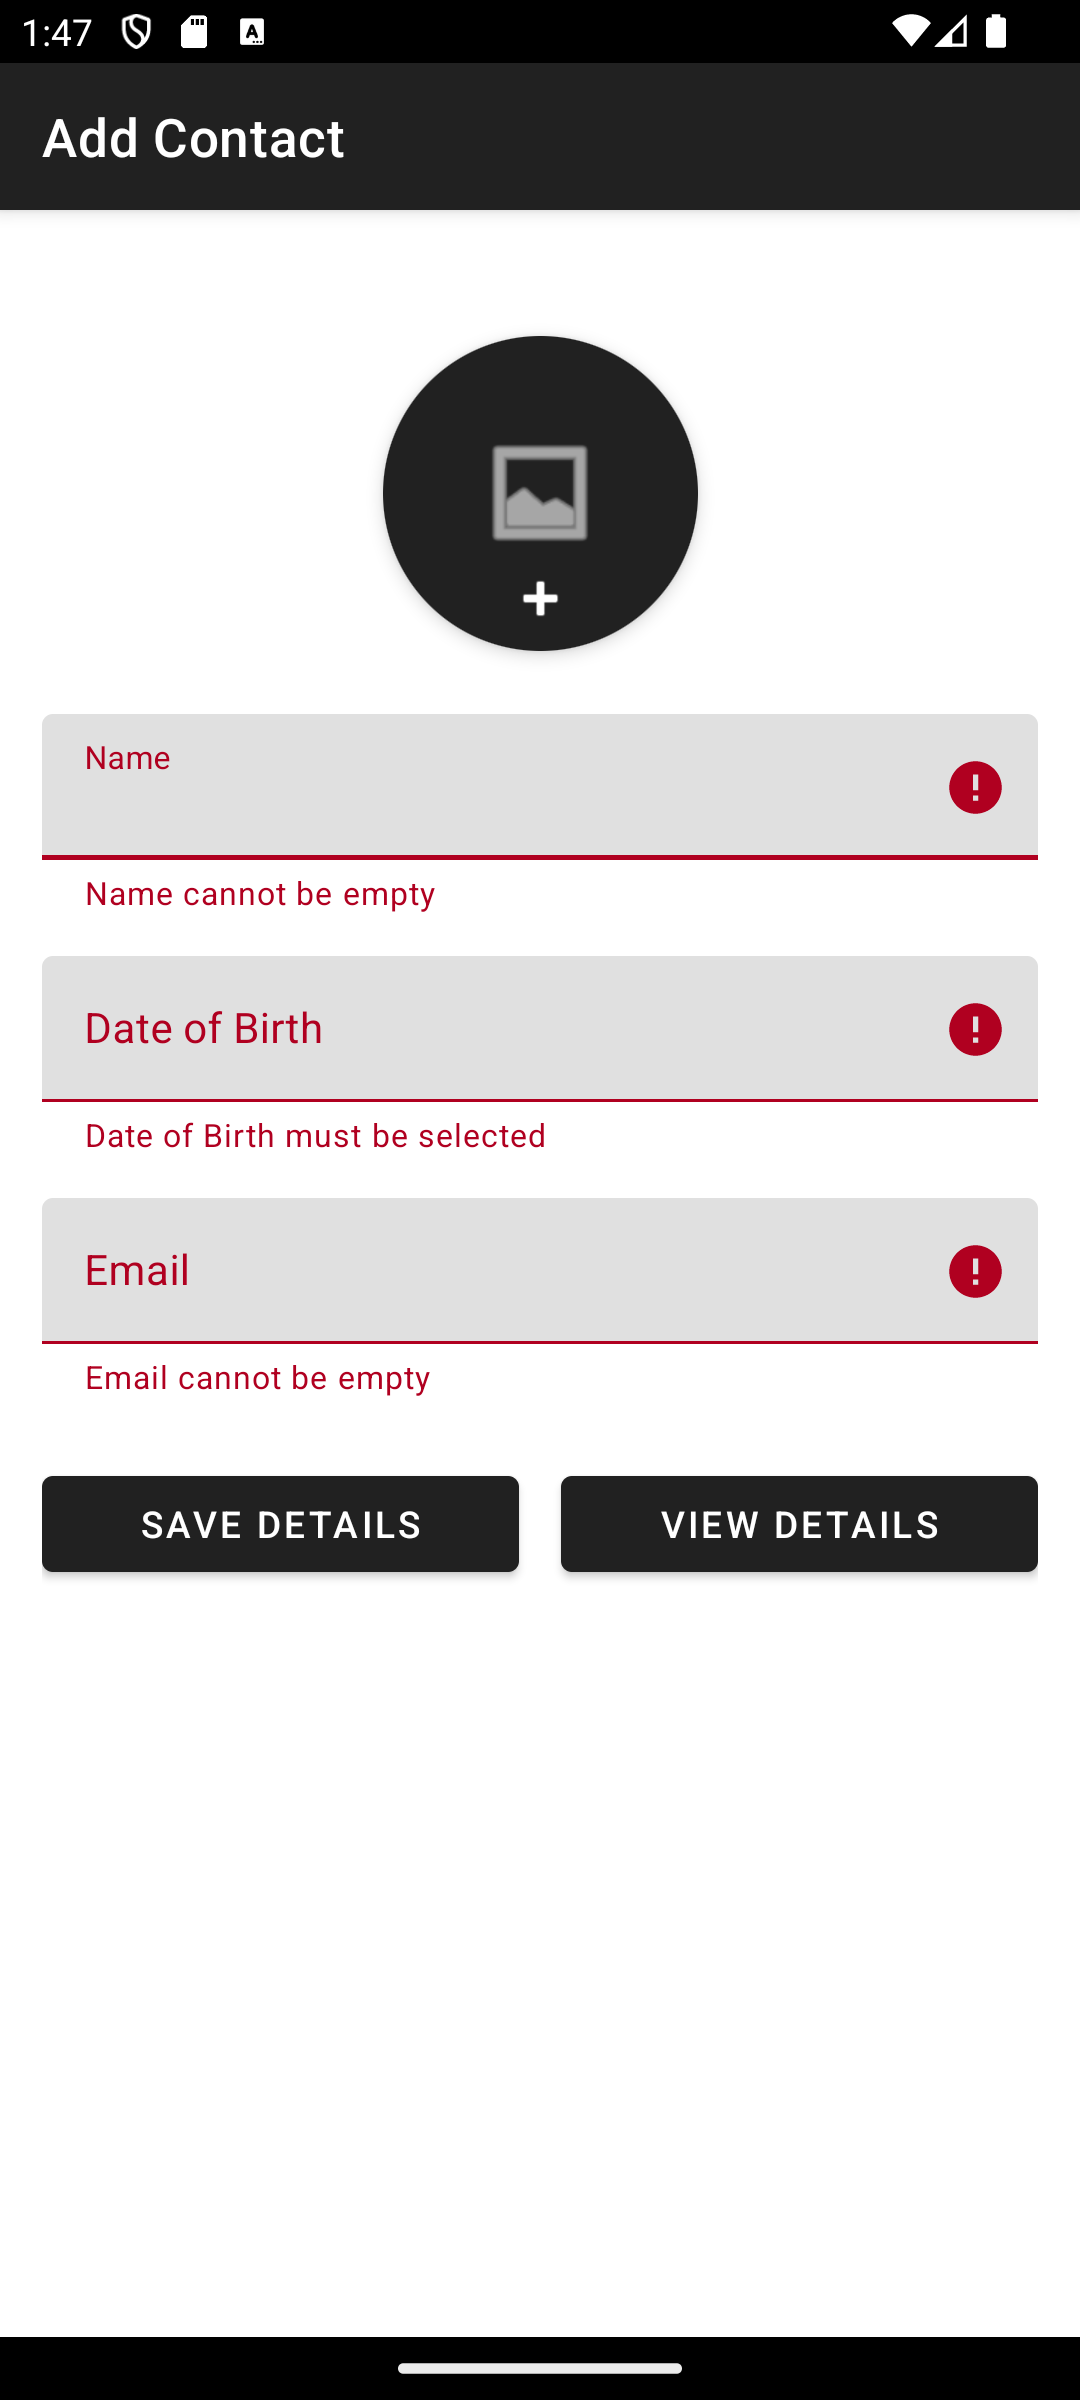 1:47
Add Contact
Name
Name cannot be empty
Date of Birth
Date of Birth must be selected
Email
Email cannot be empty
SAVE DETAILS
VIEW DETAILS